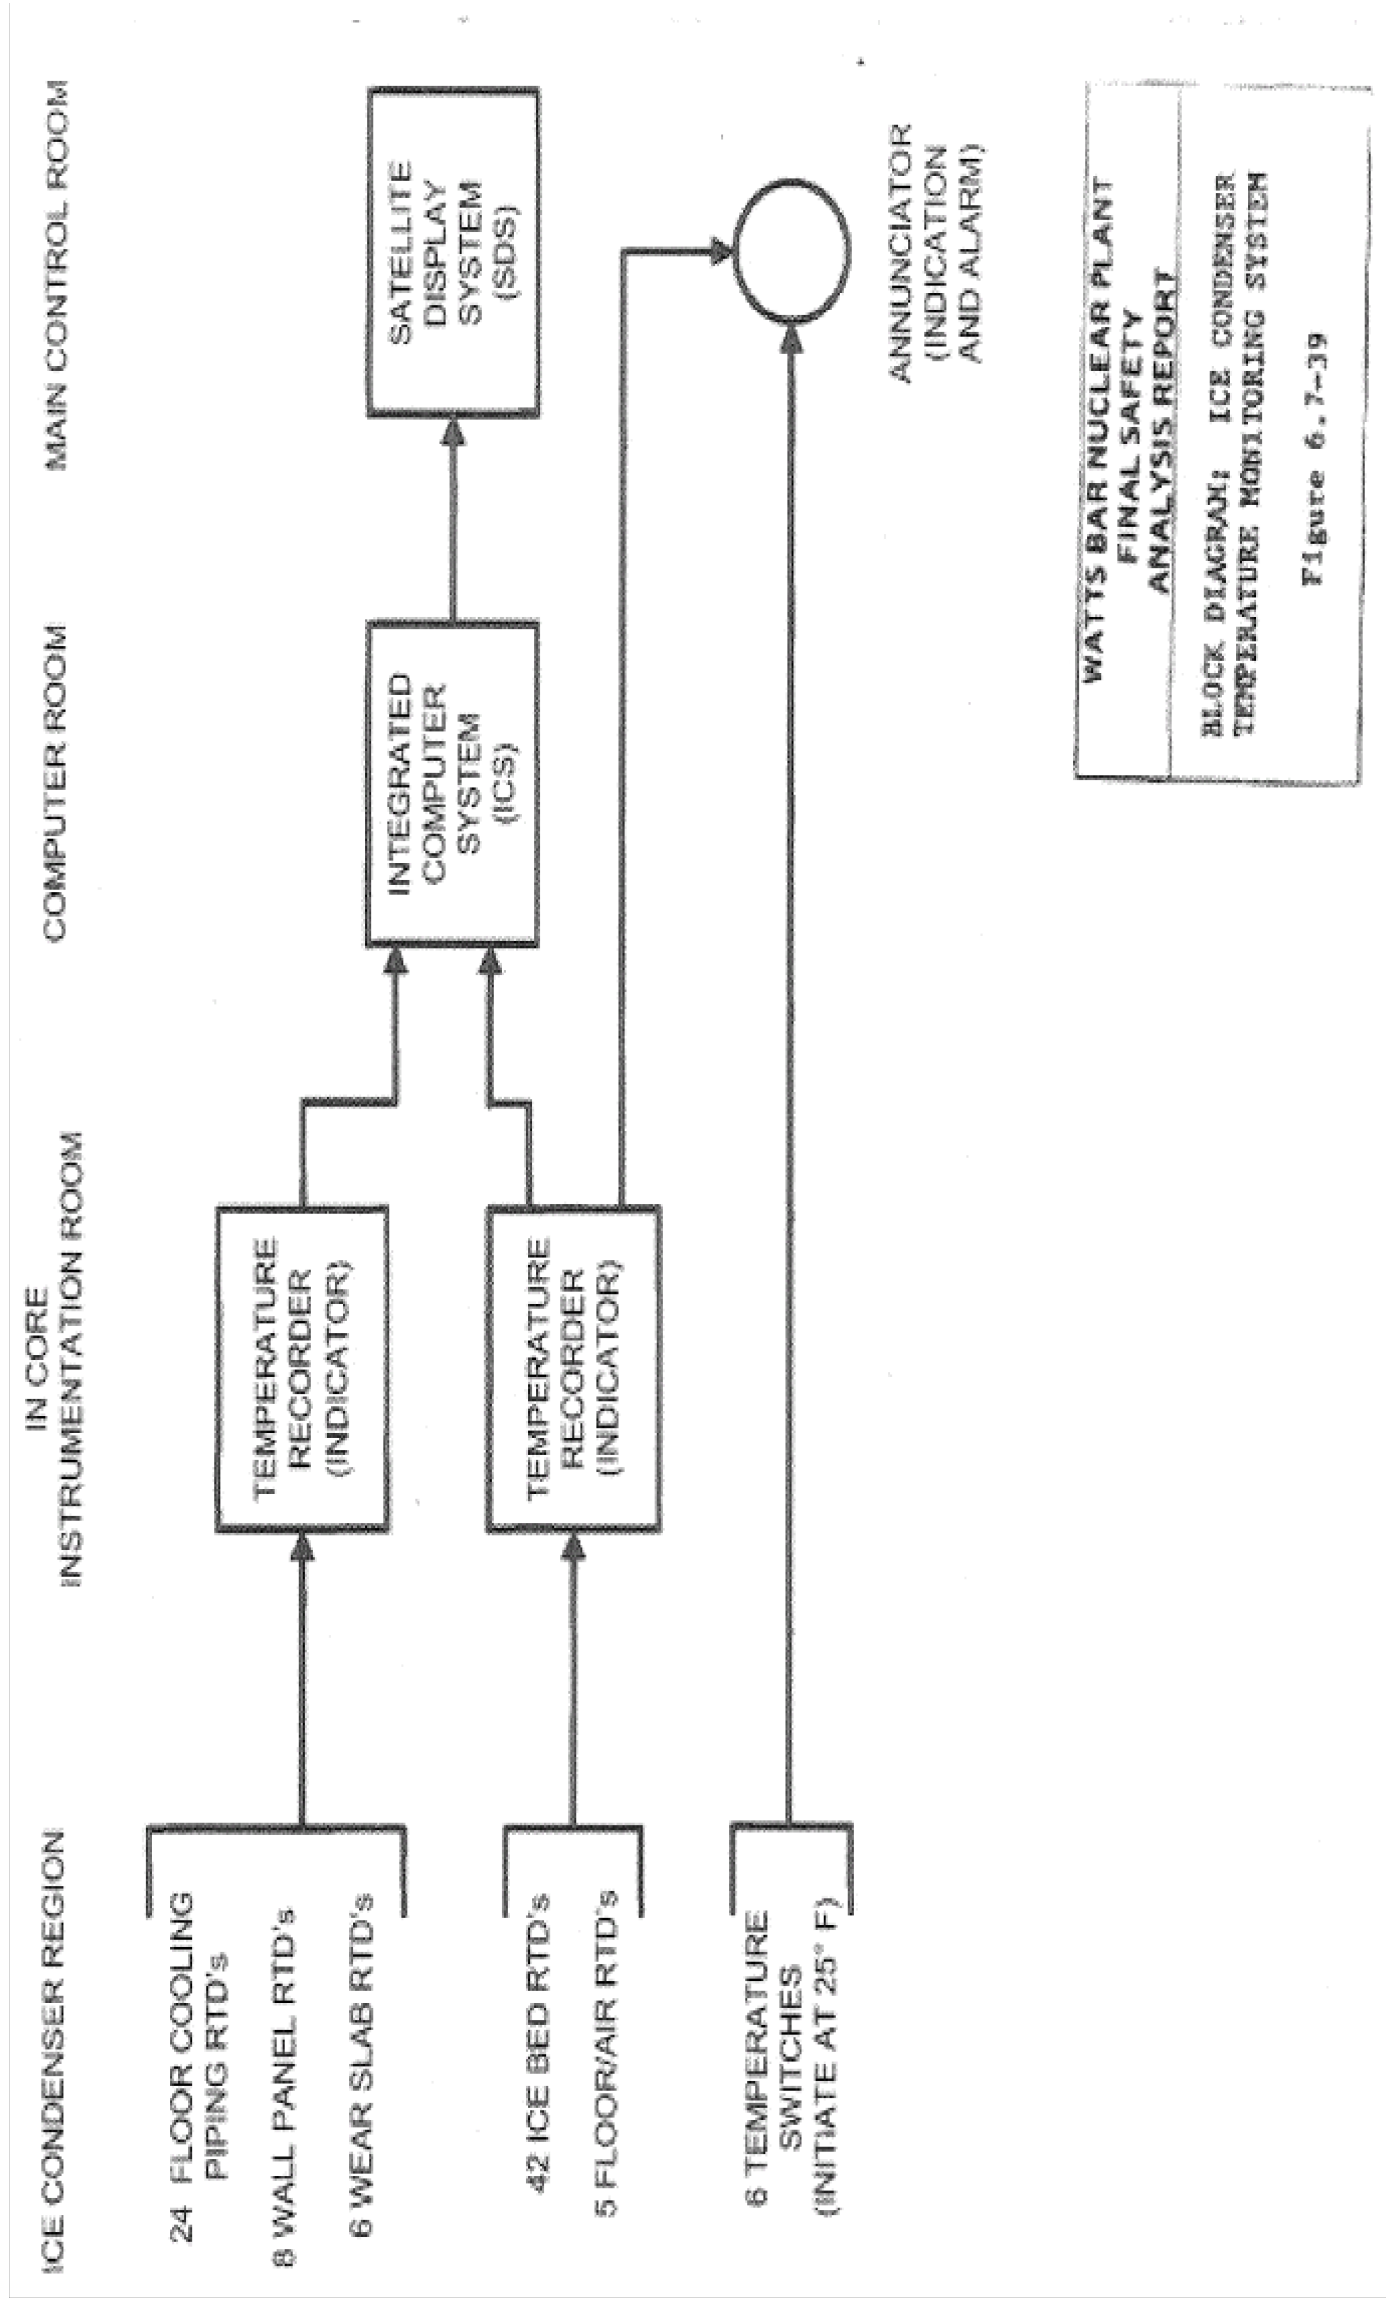 ICE CONDENSER REGION
IN CORE
INSTRUMENTATION ROOM
COMPUTER ROOM
MAIN CONTROL ROOM
24 FLOOR COOLING
PIPING RTD's
8 WALL PANEL RTD's
6 WEAR SLAB RTD's
TEMPERATURE
RECORDER
(INDICATOR)
42 ICE BED RTD's
5 FLOOR/AIR RTD's
TEMPERATURE
RECORDER
(INDICATOR)
INTEGRATED
COMPUTER
SYSTEM
(ICS)
SATELLITE
DISPLAY
SYSTEM
(SDS)
6 TEMPERATURE
SWITCHES
(INITIATE AT 25° F)
ANNUNCIATOR
(INDICATION
AND ALARM)
WATTS BAR NUCLEAR PLANT
FINAL SAFETY
ANALYSIS REPORT
BLOCK DIAGRAM: ICE CONDENSER
TEMPERATURE MONITORING SYSTEM
Figure 6.7-39